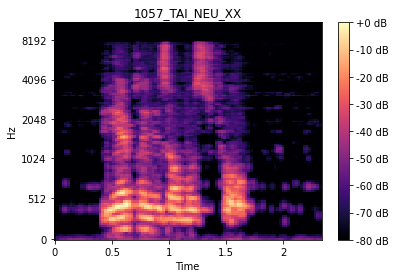 1057_TAI_NEU_XX
+0 dB
8192
-10 dB
4096
-20 dB
-30 dB
2048
Hz
-40 dB
1024
-50 dB
512
-60 dB
-70 dB
0
-80 dB
0 0.5 1 1.5 2
Time